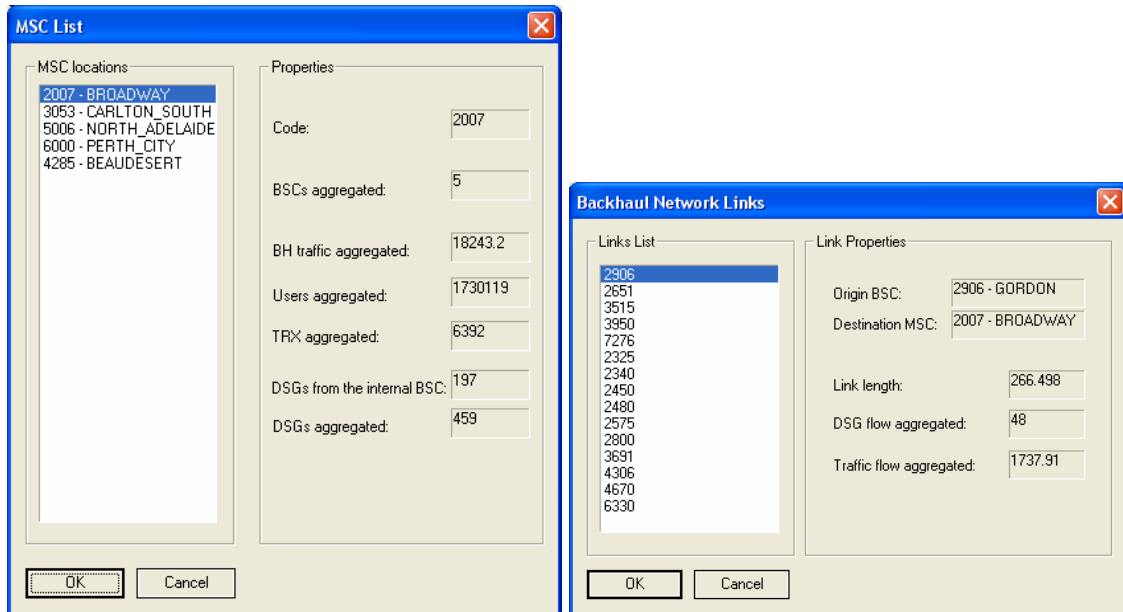 MSC List
MSC locations
2007 - BROADWAY
3053 - CARLTON_SOUTH
5006 - NORTH_ADELAIDE
6000 - PERTH_CITY
4285 - BEAUDESERT
Properties
Code: 2007
BSCs aggregated: 5
BH traffic aggregated: 18243.2
Users aggregated: 1730119
TRX aggregated: 6392
DSGs from the internal BSC: 197
DSGs aggregated: 459
OK Cancel
Backhaul Network Links
Links List
2906
2651
3515
3950
7276
2325
2340
2450
2480
2575
2800
3691
4306
4670
6330
Link Properties
Origin BSC: 2906 - GORDON
Destination MSC: 2007 - BROADWAY
Link length: 266.498
DSG flow aggregated: 48
Traffic flow aggregated: 1737.91
OK Cancel